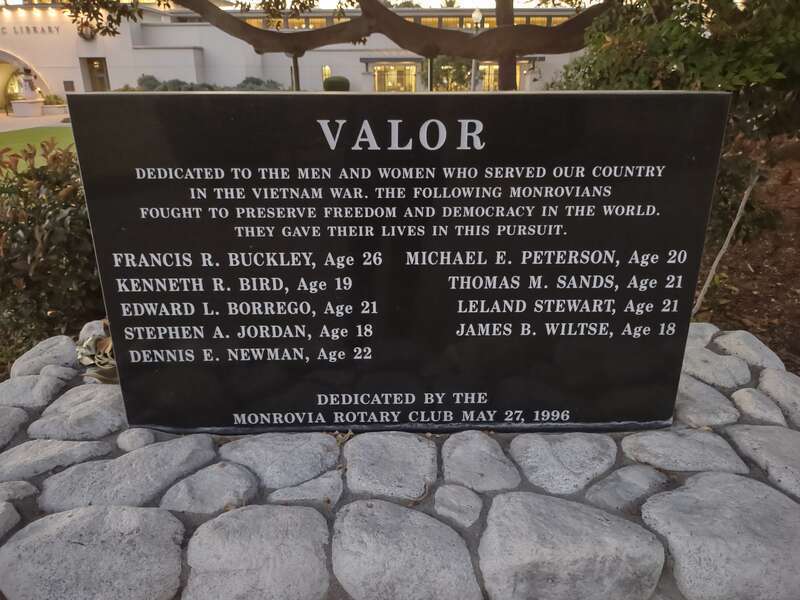 C LIBRARY
VALOR
DEDICATED TO THE MEN AND WOMEN WHO SERVED OUR COUNTRY
IN THE VIETNAM WAR. THE FOLLOWING MONROVIANS
FOUGHT TO PRESERVE FREEDOM AND DEMOCRACY IN THE WORLD.
THEY GAVE THEIR LIVES IN THIS PURSUIT.
FRANCIS R. BUCKLEY, Age 26 MICHAEL E. PETERSON, Age 20
KENNETH R. BIRD, Age 19 THOMAS M. SANDS, Age 21
EDWARD L. BORREGO, Age 21 LELAND STEWART, Age 21
STEPHEN A. JORDAN, Age 18 JAMES B. WILTSE, Age 18
DENNIS E. NEWMAN, Age 22
DEDICATED BY THE
MONROVIA ROTARY CLUB MAY 27, 1996